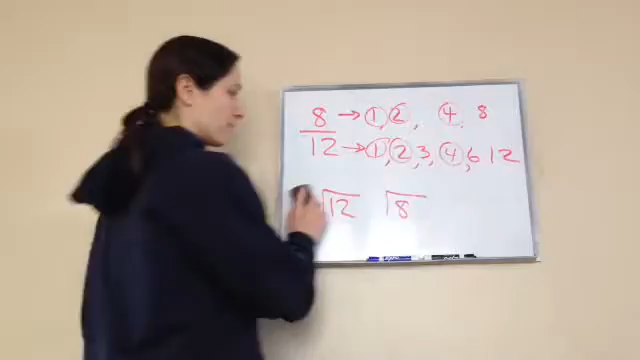 8 → 1, 2, 4, 8
12 → 1, 2, 3, 4, 6, 12
12 8